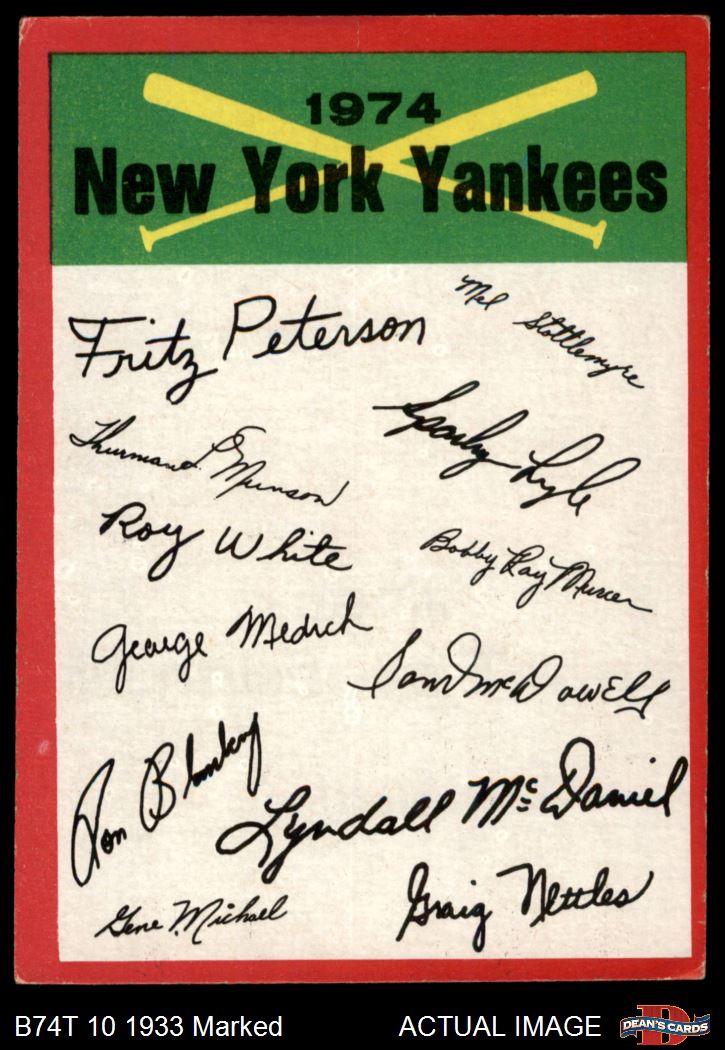 1974
New York Yankees
Fritz Peterson
Mel Stottlemyre
Thurman L Munson
Sparky Lyle
Roy White
Bobby Ray Murcer
George Medich
Sam McDowell
Ron Blomberg
Lyndall McDaniel
Gene Michael
Graig Nettles
B74T 10 1933 Marked
ACTUAL IMAGE
D
DEAN'S CARDS